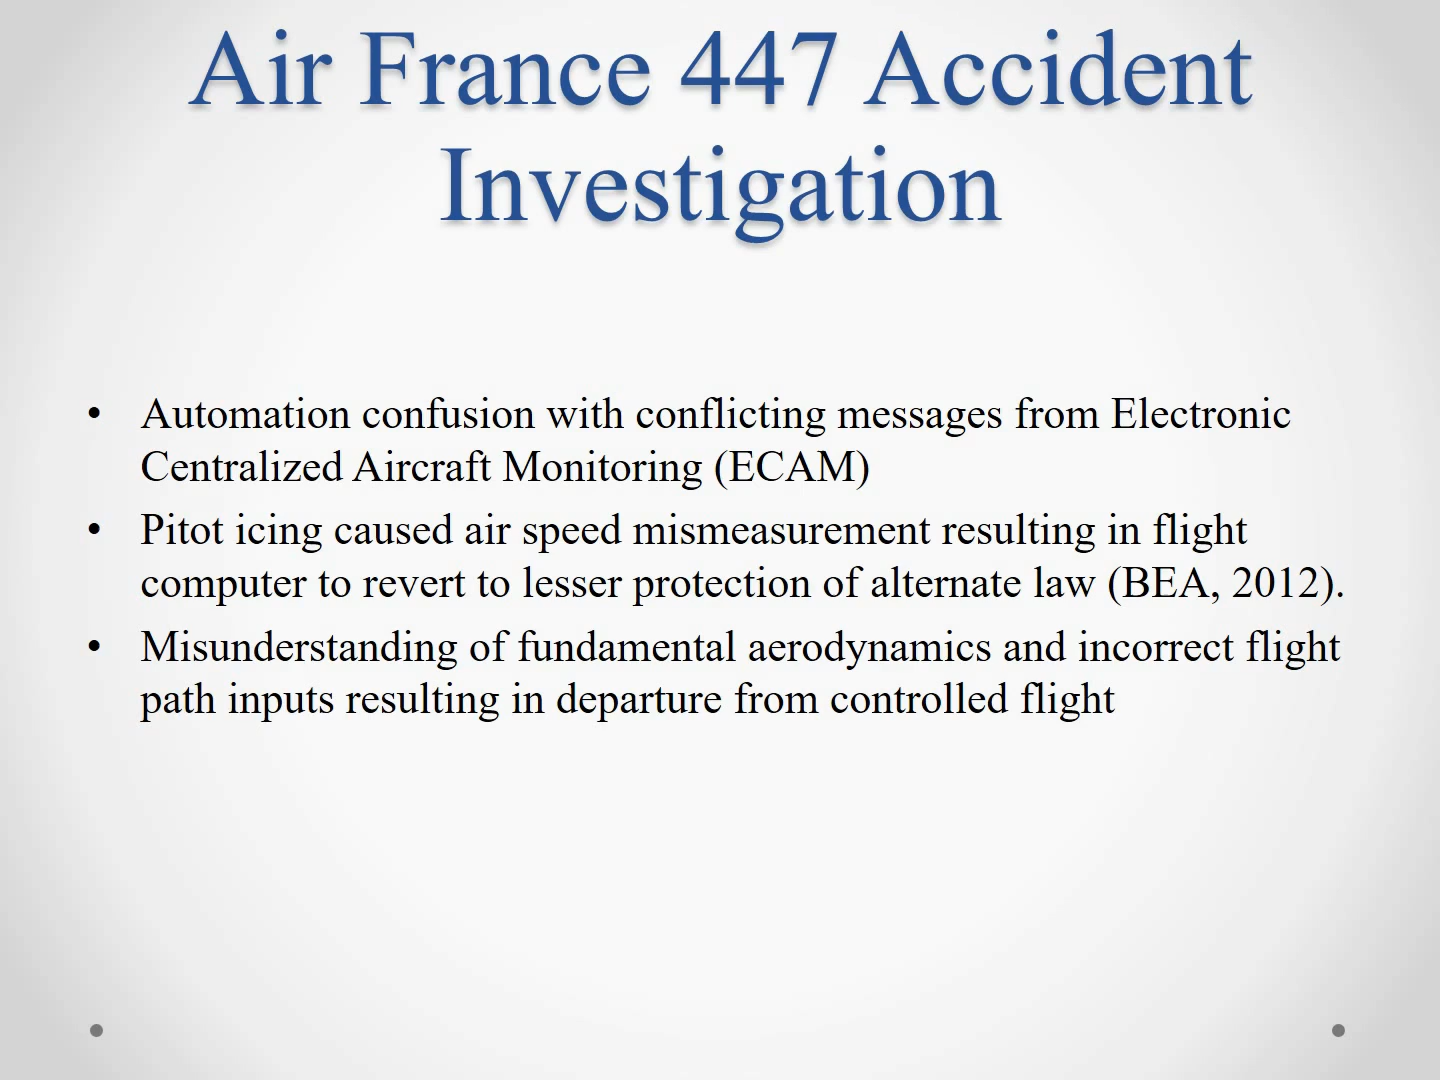 Air France 447 Accident
Investigation
• Automation confusion with conflicting messages from Electronic
Centralized Aircraft Monitoring (ECAM)
• Pitot icing caused air speed mismeasurement resulting in flight
computer to revert to lesser protection of alternate law (BEA, 2012).
• Misunderstanding of fundamental aerodynamics and incorrect flight
path inputs resulting in departure from controlled flight